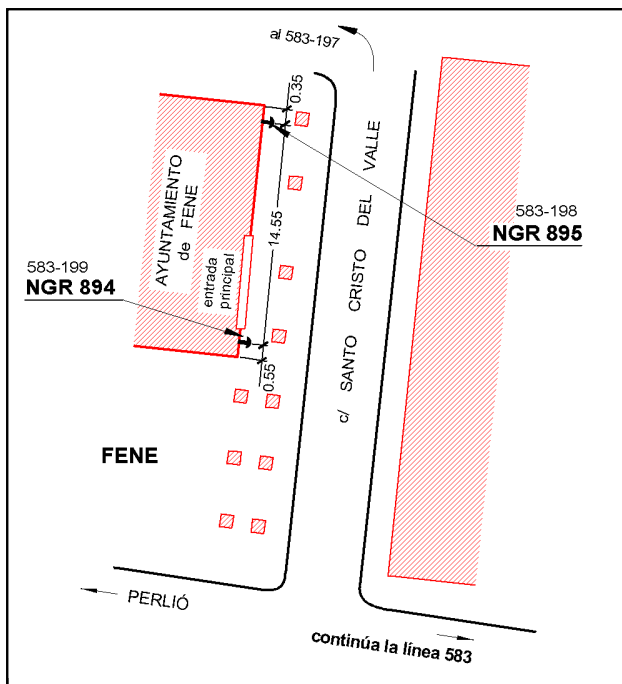 al 583-197
0.35
AYUNTAMIENTO
de FENE
14.55
c/ SANTO CRISTO DEL VALLE
583-198
NGR 895
583-199
NGR 894
entrada
principal
0.55
FENE
PERLIÓ
continúa la línea 583